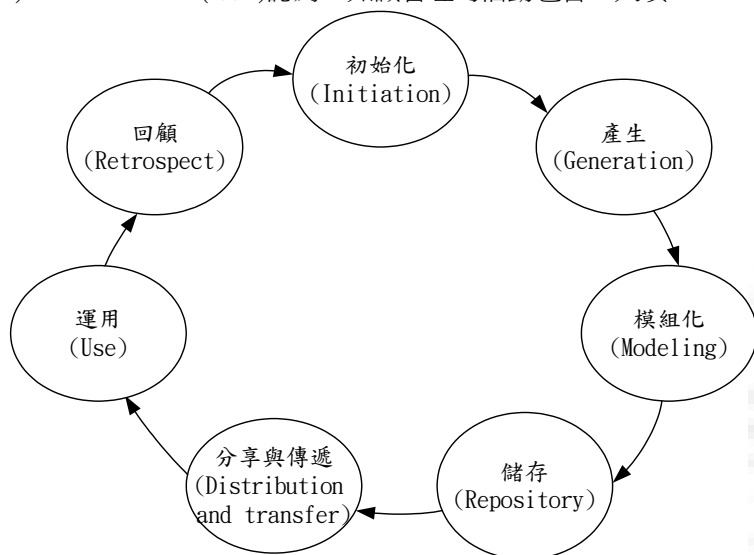 初始化
(Initiation)
產生
(Generation)
模組化
(Modeling)
儲存
(Repository)
分享與傳遞
(Distribution
and transfer)
運用
(Use)
回顧
(Retrospect)